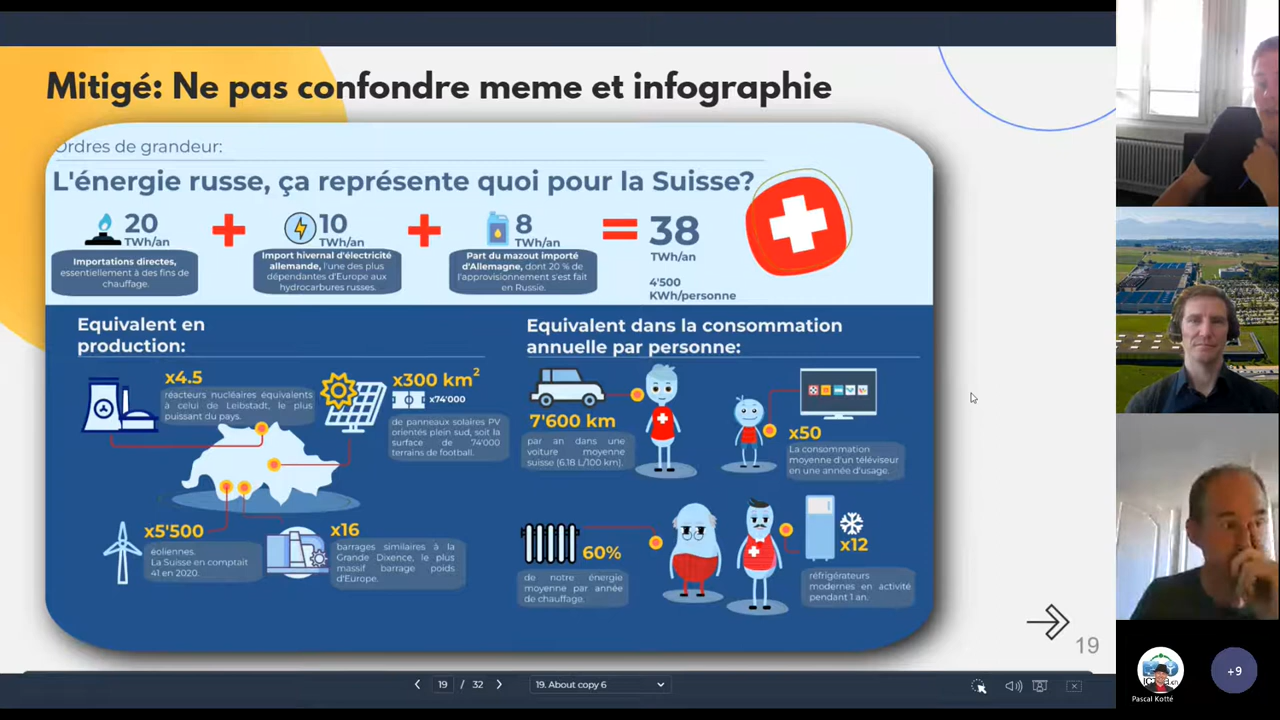 Mitigé: Ne pas confondre meme et infographie
Ordres de grandeur:
L'énergie russe, ça représente quoi pour la Suisse?
20
TWh/an
10
TWh/an
8
TWh/an
38
TWh/an
4'500
KWh/personne
Importations directes,
essentiellement à des fins de
chauffage.
Import hivernal d'électricité
allemande, l'une des plus
dépendantes d'Europe aux
hydrocarbures russes.
Part du mazout importé
d'Allemagne, dont 20 % de
l'approvisionnement s'est fait
en Russie.
Equivalent en
production:
x4.5
réacteurs nucléaires équivalents
à celui de Leibstadt, le plus
puissant du pays.
x300 km²
x74'000
de panneaux solaires PV
orientés plein sud, soit la
surface de 74'000
terrains de football.
x5'500
éoliennes.
La Suisse en comptait
41 en 2020.
x16
barrages similaires à la
Grande Dixence, le plus
massif barrage poids
d'Europe.
Equivalent dans la consommation
annuelle par personne:
7'600 km
par an dans une
voiture moyenne
suisse (6.18 L/100 km).
x50
La consommation
moyenne d'un téléviseur
en une année d'usage.
60%
de notre énergie
moyenne par année
de chauffage.
x12
réfrigérateurs
modernes en activité
pendant 1 an.
19
19 / 32
19. About copy 6
Pascal Kotté
+9